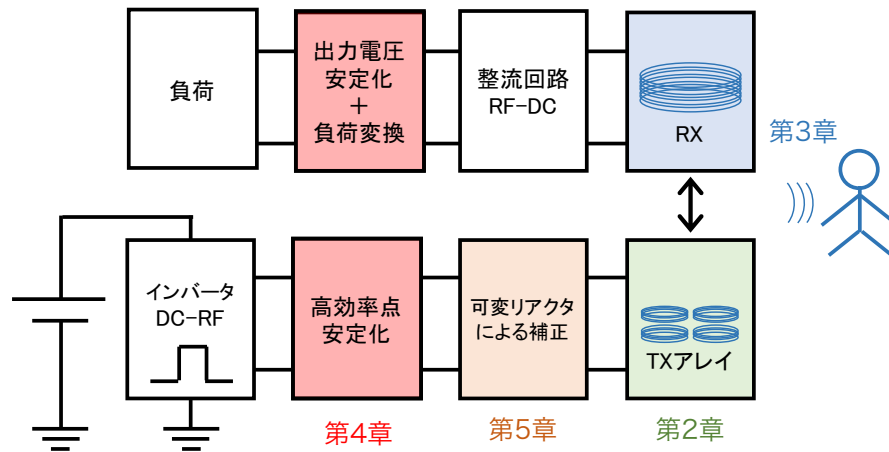 負荷
出力電圧
安定化
＋
負荷変換
整流回路
RF-DC
RX
第3章
インバータ
DC-RF
高効率点
安定化
可変リアクタ
による補正
TXアレイ
第4章
第5章
第2章